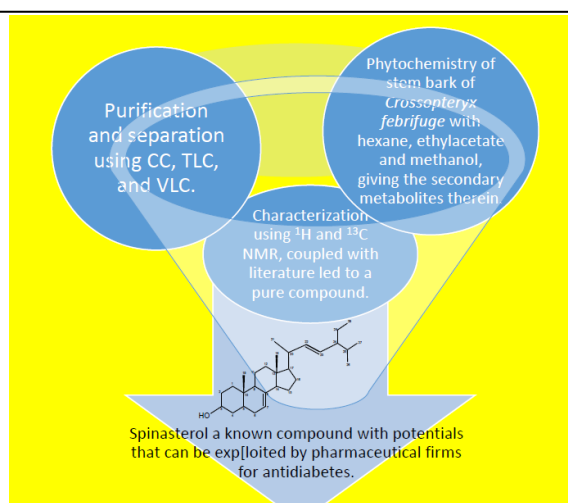 Purification
and separation
using CC, TLC,
and VLC.
Phytochemistry of
stem bark of
Crossopteryx
febrifuge with
hexane, ethylacetate
and methanol,
giving the secondary
metabolites therein
Characterization
using ¹H and ¹³C
NMR, coupled with
literature led to a
pure compound.
HO
Spinasterol a known compound with potentials
that can be exp[loited by pharmaceutical firms
for antidiabetes.